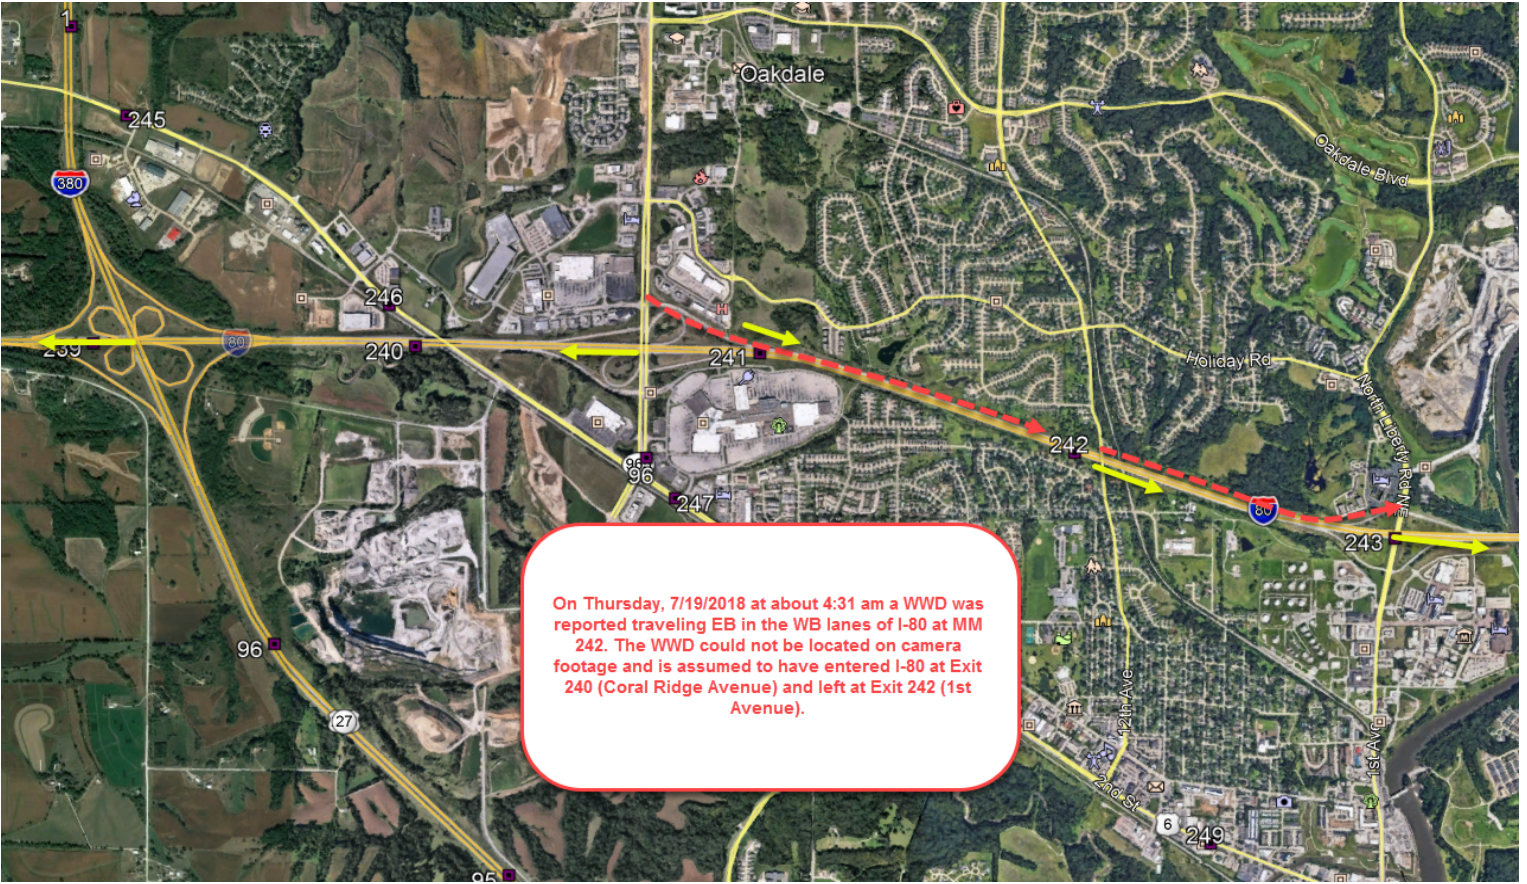 1
Oakdale
245
Oakdale Blvd
380
246
80
239
240
241
Holiday Rd
H
North Liberty Rd NE
242
96
96
247
80
243
On Thursday, 7/19/2018 at about 4:31 am a WWD was
reported traveling EB in the WB lanes of I-80 at MM
242. The WWD could not be located on camera
footage and is assumed to have entered I-80 at Exit
240 (Coral Ridge Avenue) and left at Exit 242 (1st
Avenue).
96
27
12th Ave
1st Ave
2nd St
6
249
95